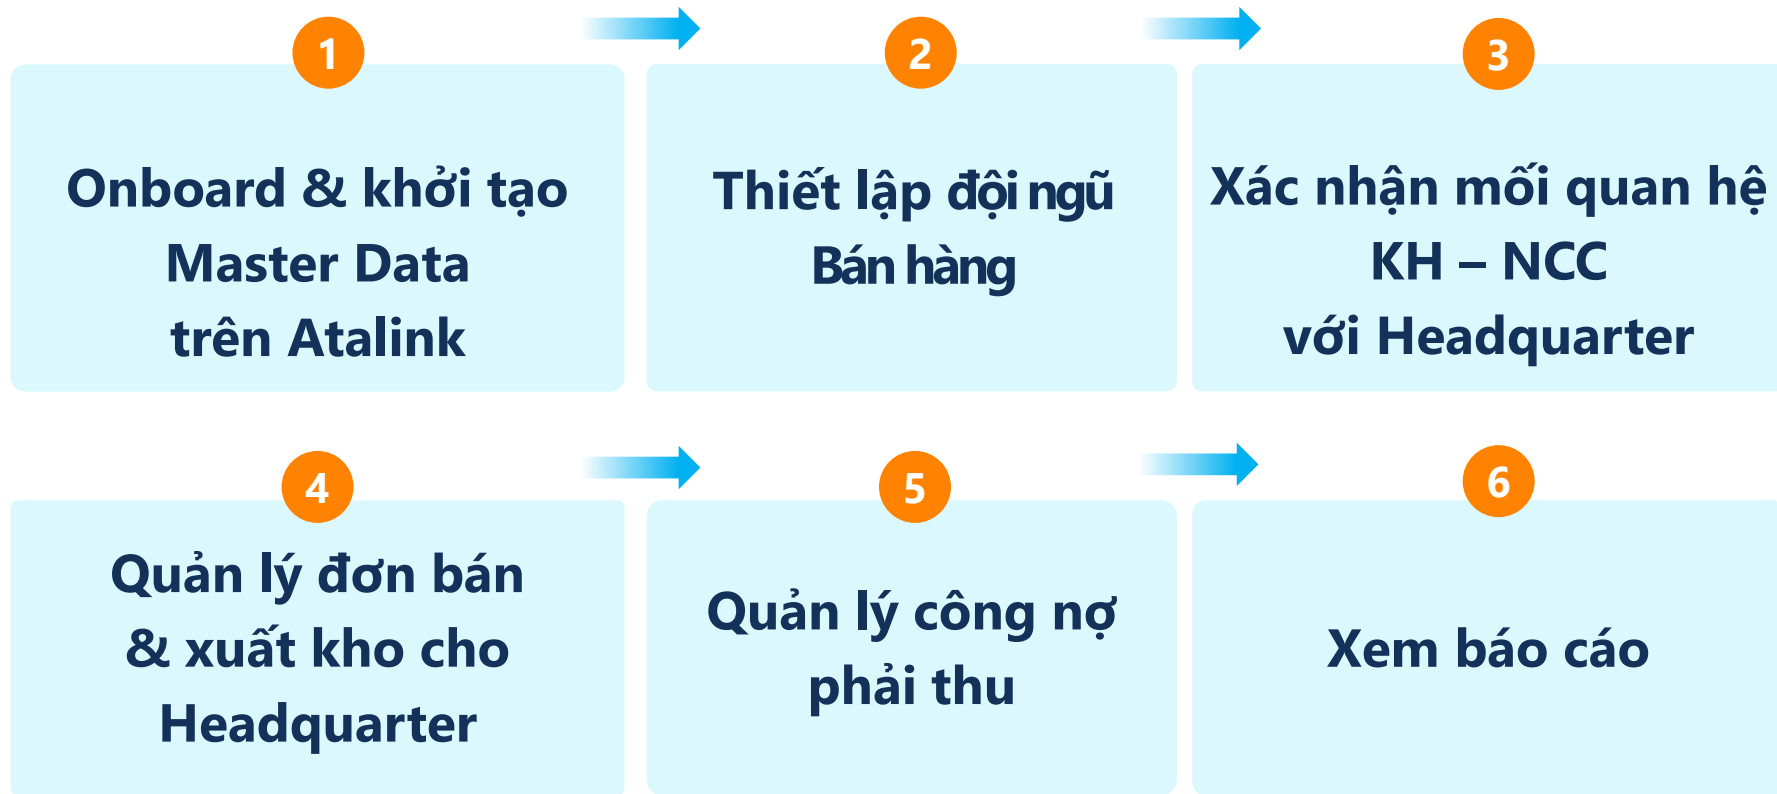 1
Onboard & khởi tạo
Master Data
trên Atalink
2
Thiết lập đội ngũ
Bán hàng
3
Xác nhận mối quan hệ
KH – NCC
với Headquarter
4
Quản lý đơn bán
& xuất kho cho
Headquarter
5
Quản lý công nợ
phải thu
6
Xem báo cáo